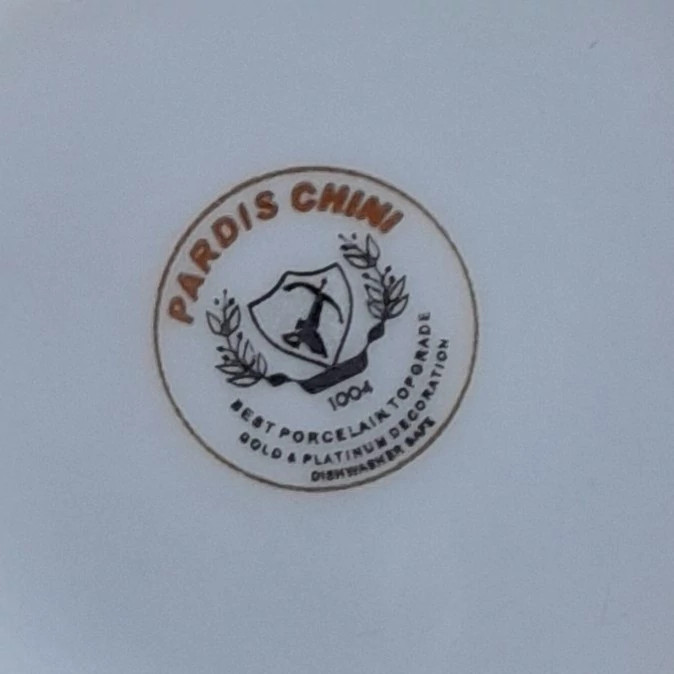 PARDIS CHINI
1004
BEST PORCELAIN TOPGRADE
GOLD & PLATINUM DECORATION
DISHWASHER SAFE